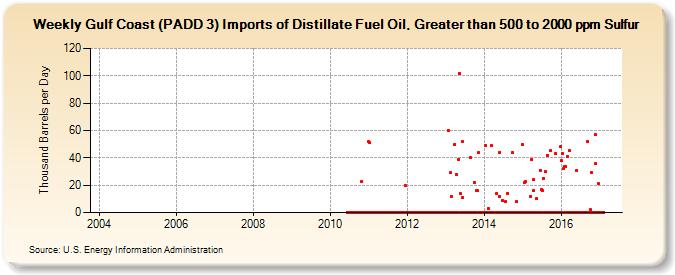 Weekly Gulf Coast (PADD 3) Imports of Distillate Fuel Oil, Greater than 500 to 2000 ppm Sulfur
Thousand Barrels per Day
120
100
80
60
40
20
0
2004 2006 2008 2010 2012 2014 2016
Source: U.S. Energy Information Administration